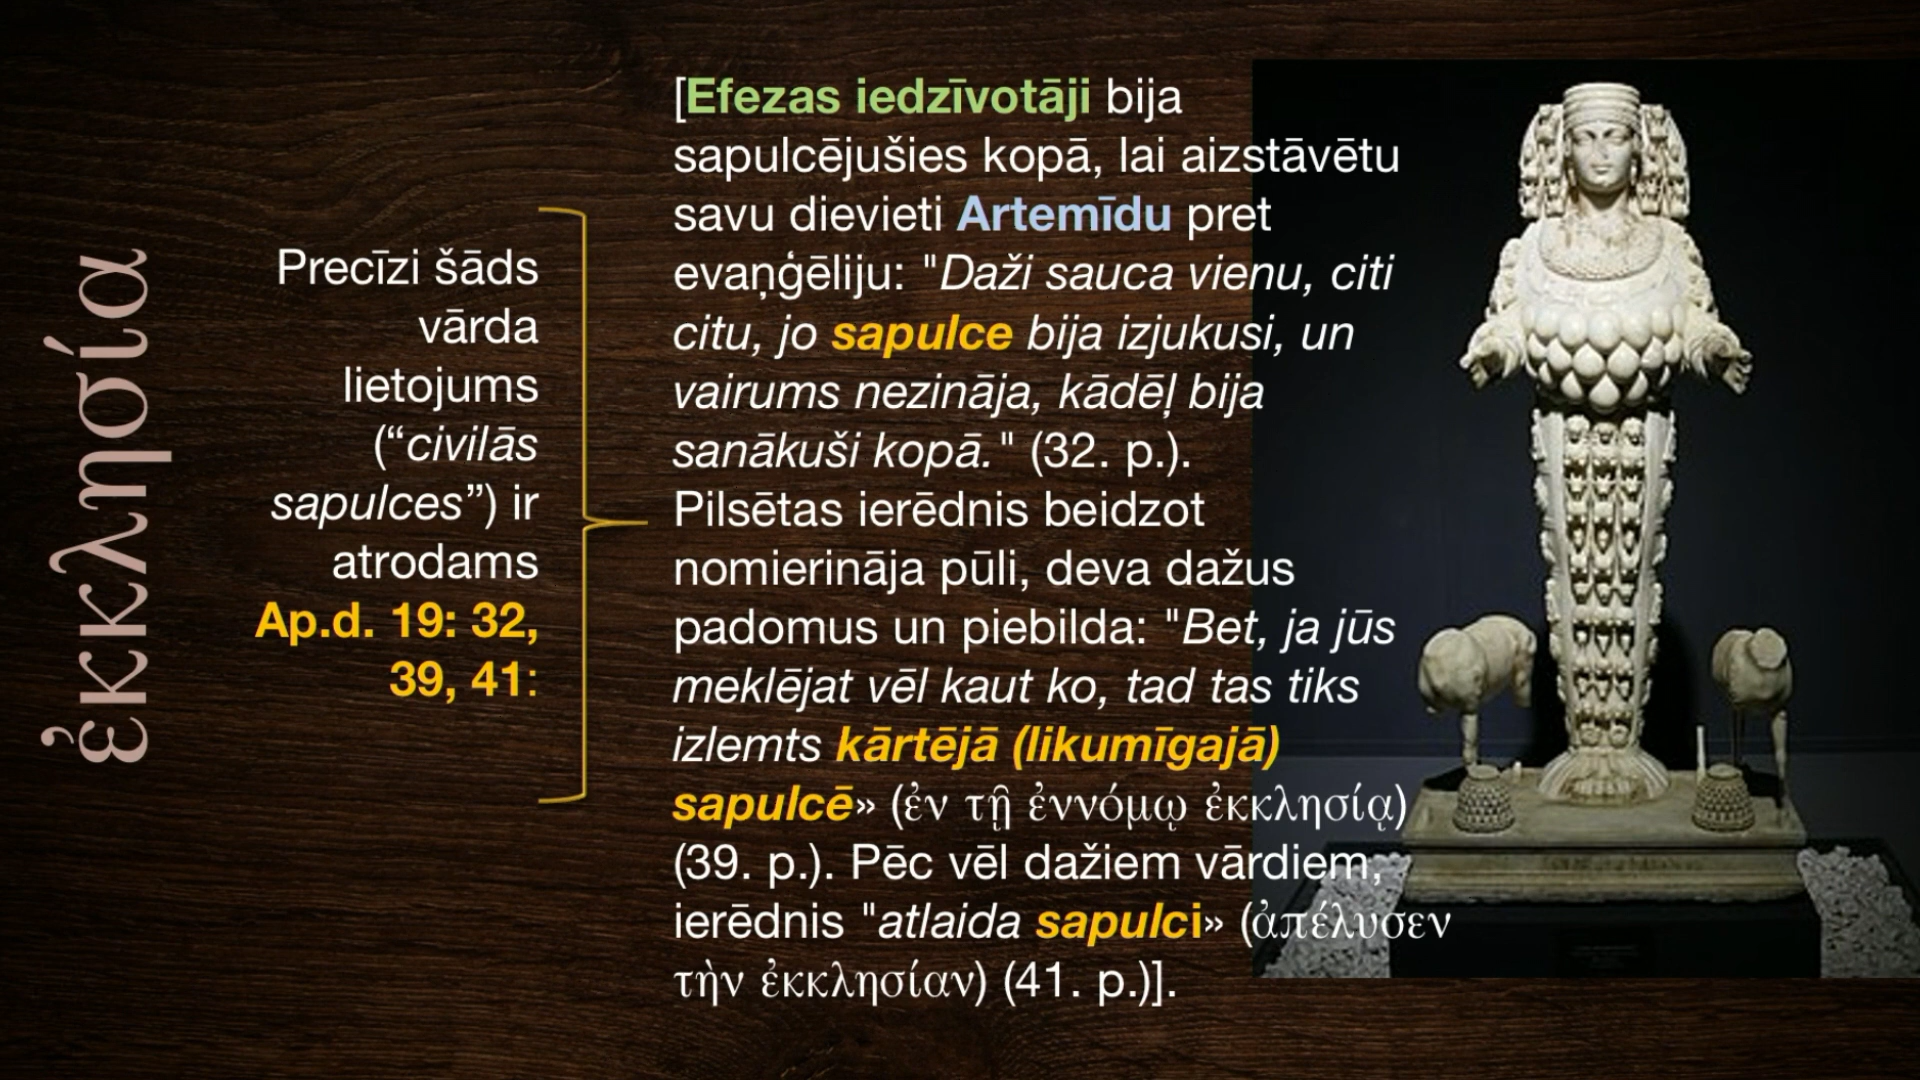 ἐκκλησία
Precīzi šāds
vārda
lietojums
(“civilās
sapulces”) ir
atrodams
Ap.d. 19: 32,
39, 41:
[Efezas iedzīvotāji bija
sapulcējušies kopā, lai aizstāvētu
savu dievieti Artemīdu pret
evaņģēliju: "Daži sauca vienu, citi
citu, jo sapulce bija izjukusi, un
vairums nezināja, kādēļ bija
sanākuši kopā." (32. p.).
Pilsētas ierēdnis beidzot
nomierināja pūli, deva dažus
padomus un piebilda: "Bet, ja jūs
meklējat vēl kaut ko, tad tas tiks
izlemts kārtējā (likumīgajā)
sapulcē» (ἐν τῇ ἐννόμῳ ἐκκλησίᾳ)
(39. p.). Pēc vēl dažiem vārdiem,
ierēdnis "atlaida sapulci» (ἀπέλυσεν
τὴν ἐκκλησίαν) (41. p.)].